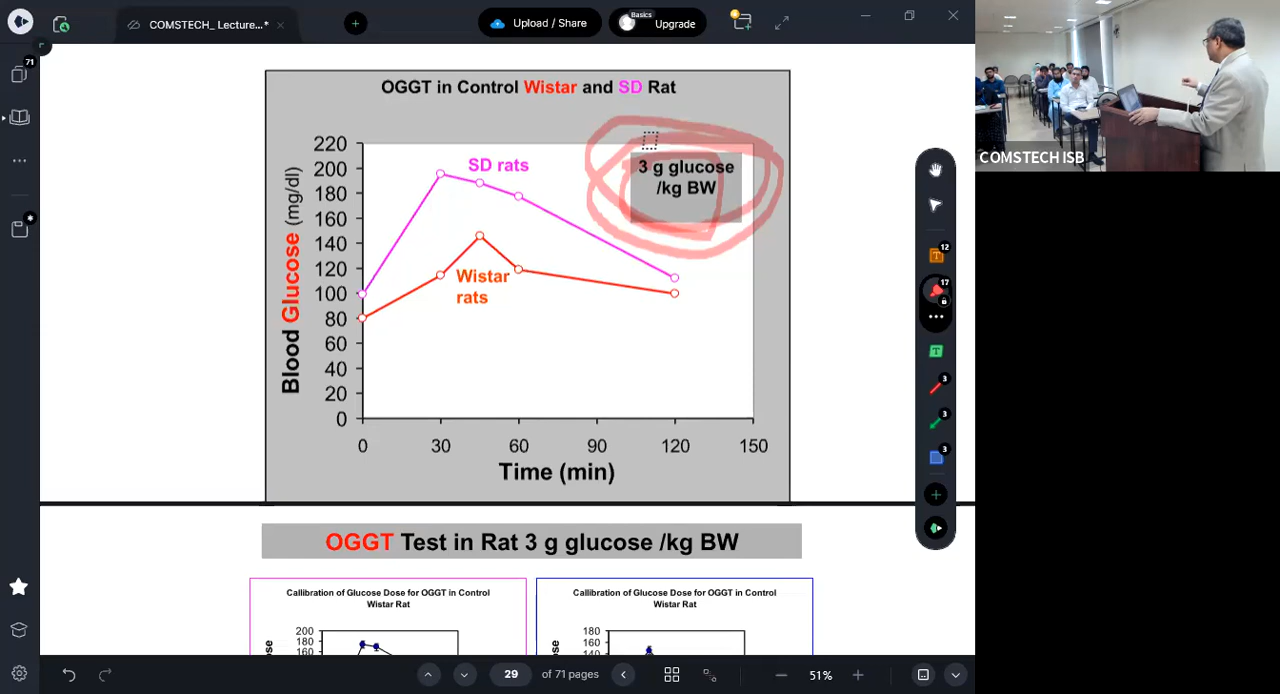 71
COMSTECH_ Lecture...*
Upload / Share
Basics
Upgrade
COMSTECH ISB
OGGT in Control Wistar and SD Rat
Blood Glucose (mg/dl)
220
200
180
160
140
120
100
80
60
40
20
0
SD rats
3 g glucose
/kg BW
Wistar
rats
0 30 60 90 120 150
Time (min)
OGGT Test in Rat 3 g glucose /kg BW
Callibration of Glucose Dose for OGGT in Control
Wistar Rat
200
180
160
Callibration of Glucose Dose for OGGT in Control
Wistar Rat
180
160
140
12
17
3
3
3
29 of 71 pages
51%